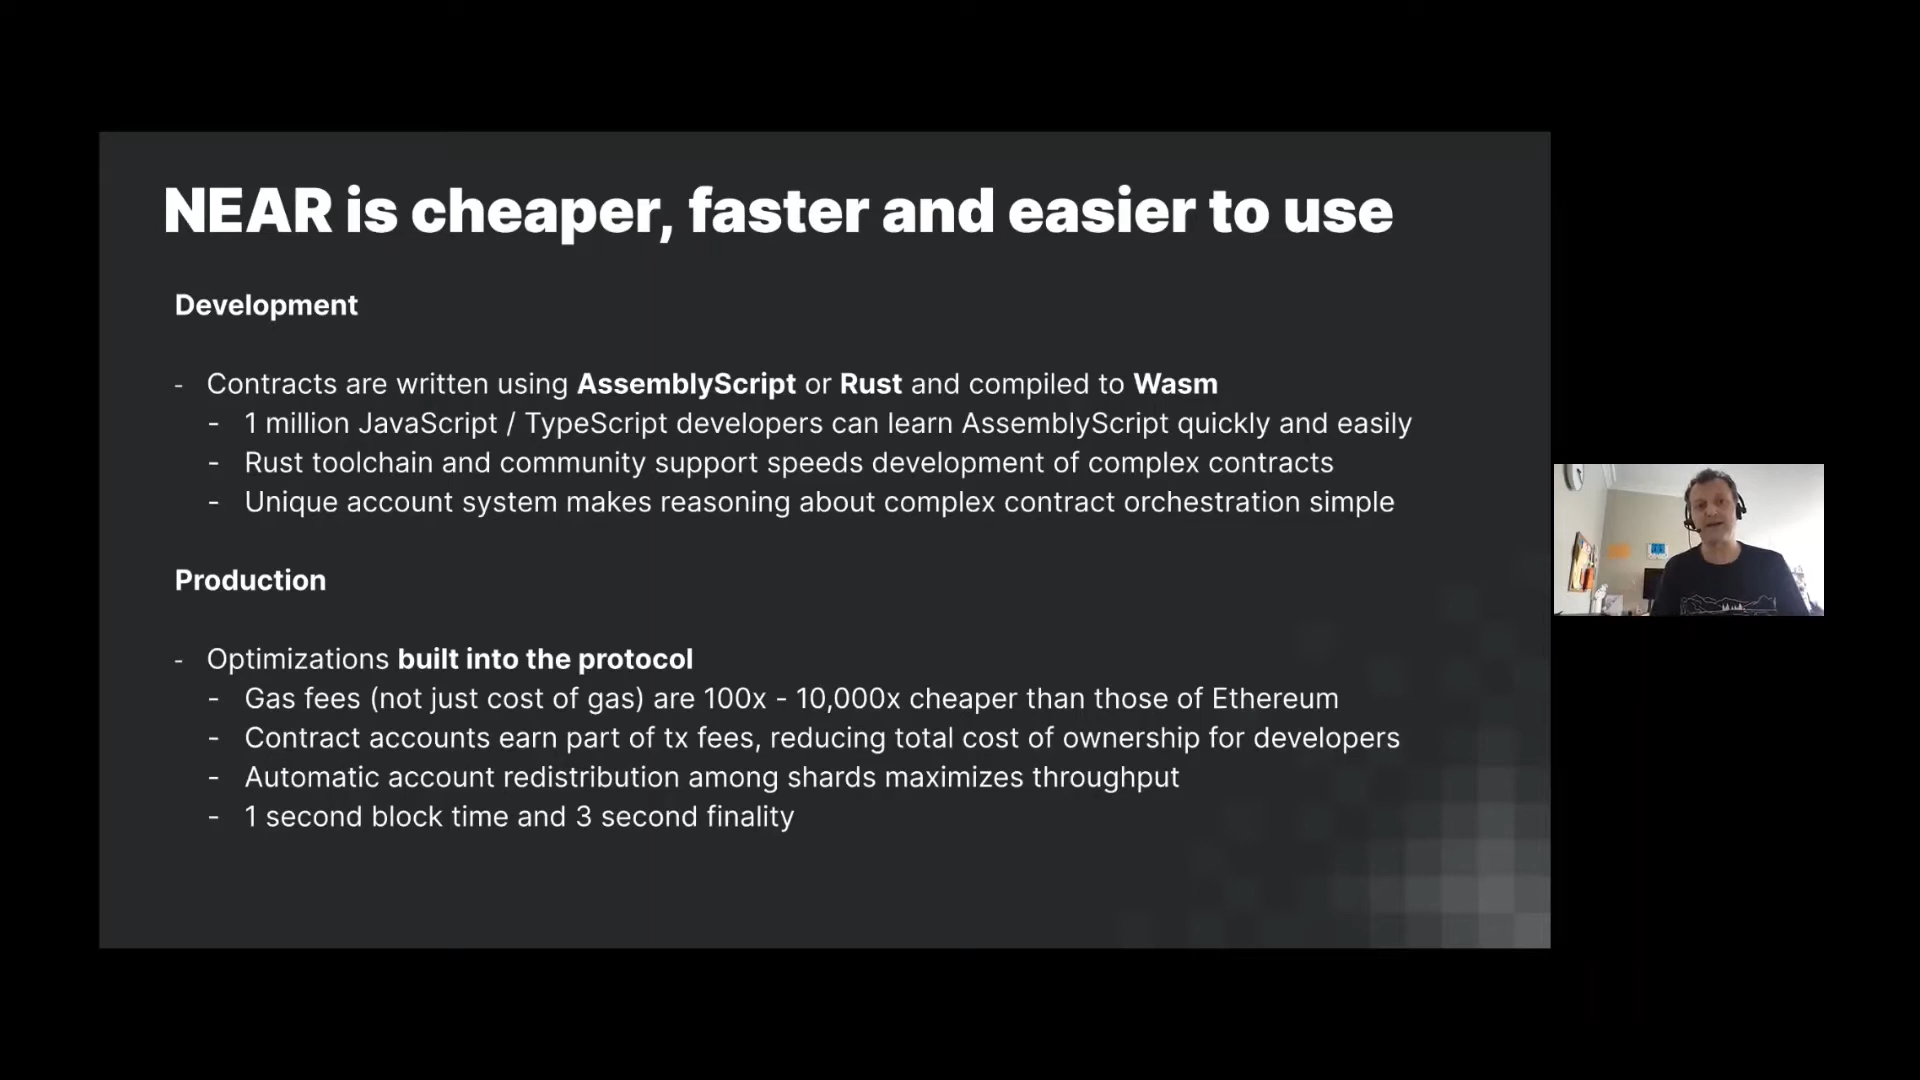 NEAR is cheaper, faster and easier to use
Development
- Contracts are written using AssemblyScript or Rust and compiled to Wasm
- 1 million JavaScript / TypeScript developers can learn AssemblyScript quickly and easily
- Rust toolchain and community support speeds development of complex contracts
- Unique account system makes reasoning about complex contract orchestration simple
Production
- Optimizations built into the protocol
- Gas fees (not just cost of gas) are 100x - 10,000x cheaper than those of Ethereum
- Contract accounts earn part of tx fees, reducing total cost of ownership for developers
- Automatic account redistribution among shards maximizes throughput
- 1 second block time and 3 second finality